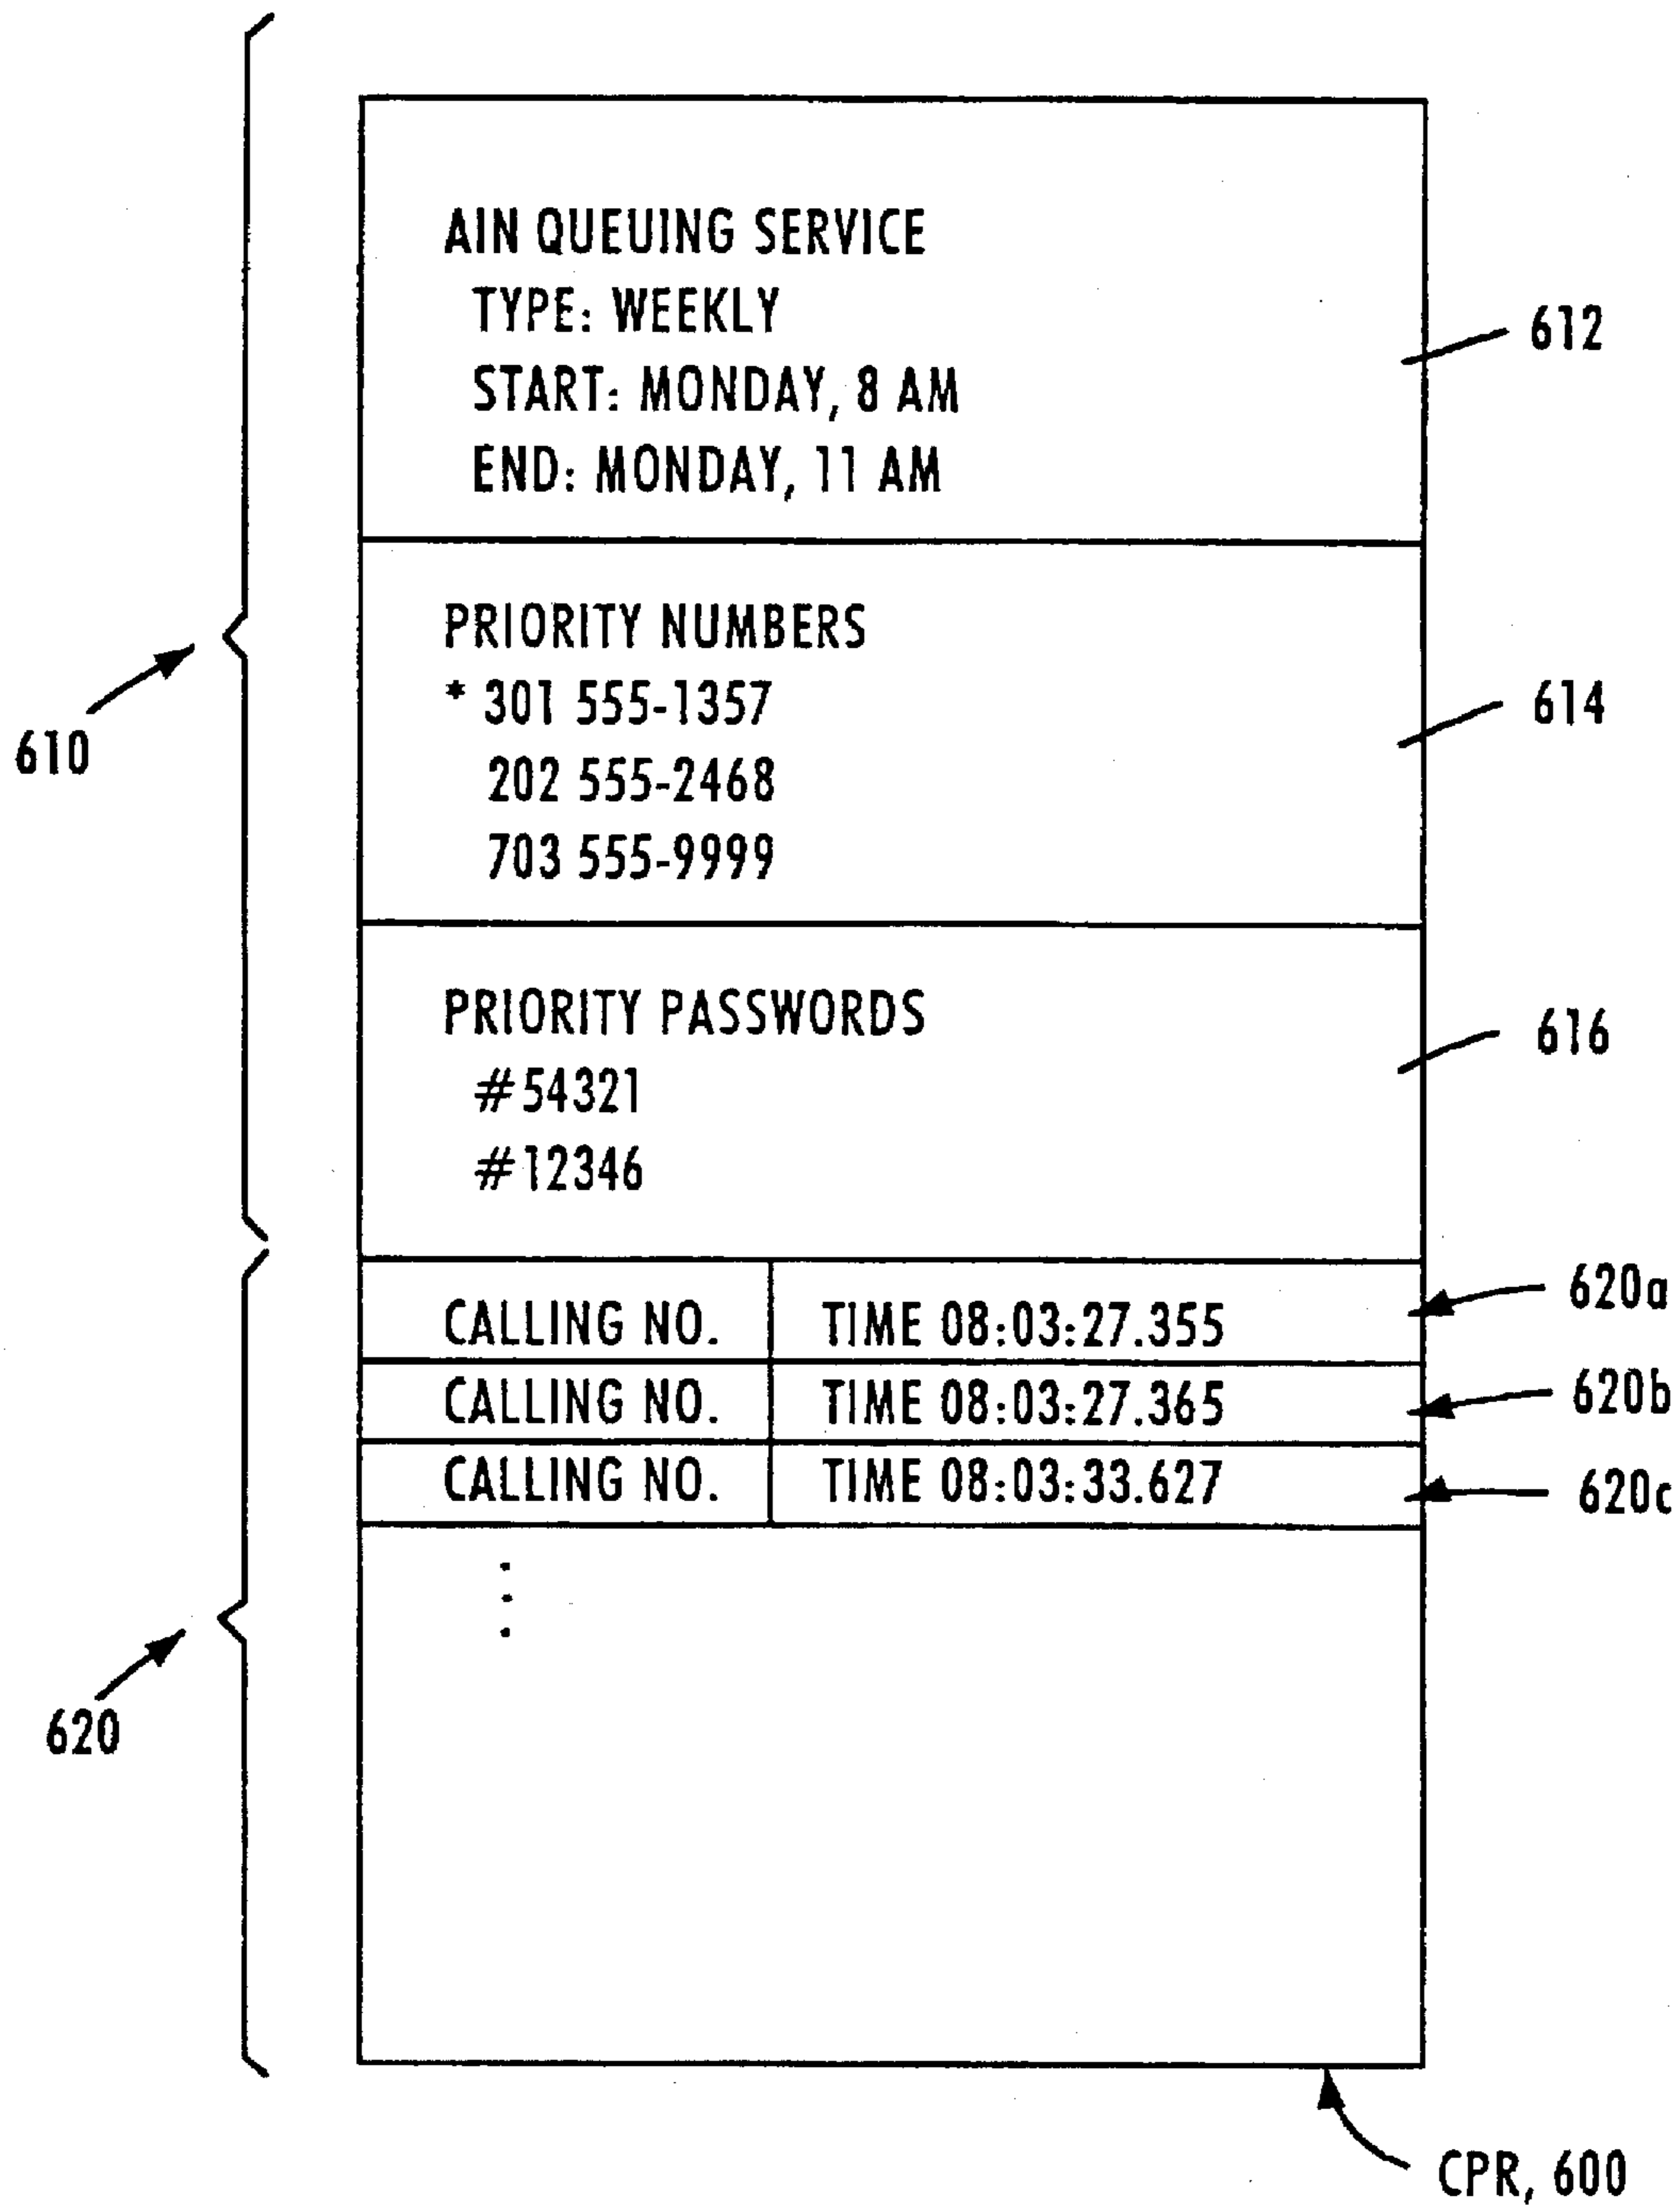 AIN QUEUING SERVICE
TYPE: WEEKLY
START: MONDAY, 8 AM
END: MONDAY, 11 AM
612
PRIORITY NUMBERS
* 301 555-1357
202 555-2468
703 555-9999
614
610
PRIORITY PASSWORDS
#54321
#12346
616
CALLING NO. TIME 08:03:27.355 620a
CALLING NO. TIME 08:03:27.365 620b
CALLING NO. TIME 08:03:33.627 620c
620
CPR, 600